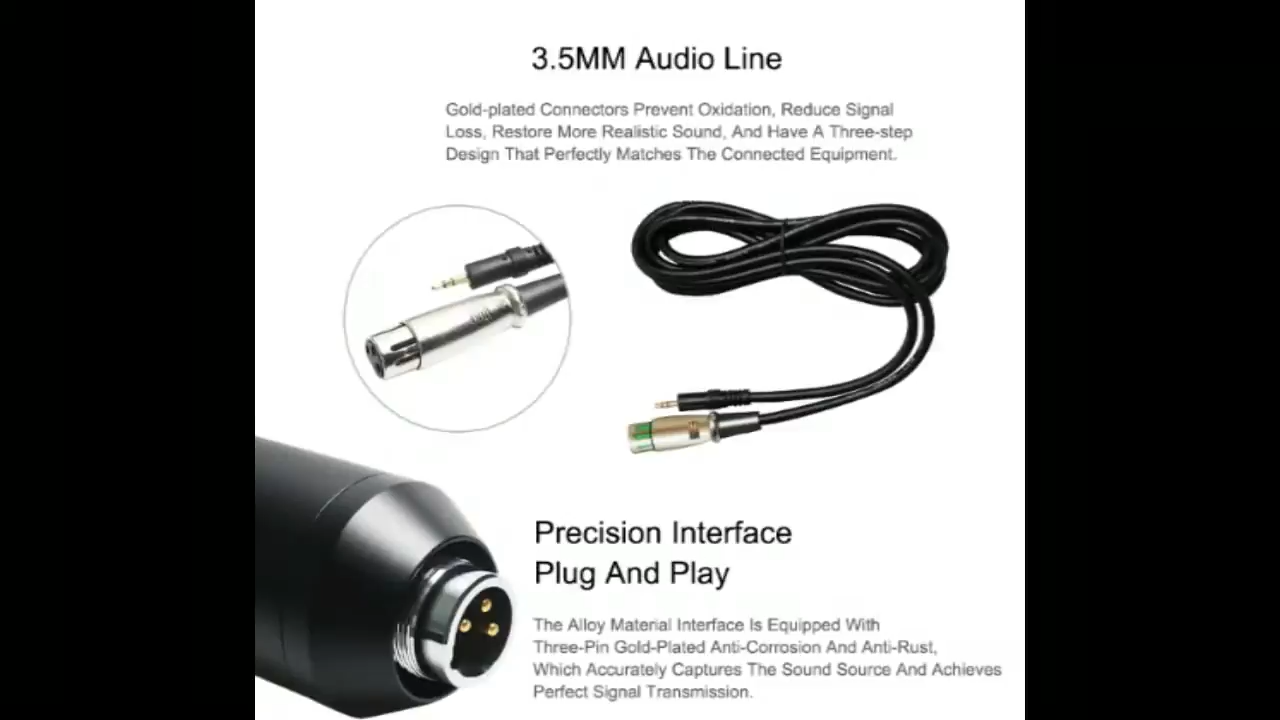 3.5MM Audio Line
Gold-plated Connectors Prevent Oxidation, Reduce Signal
Loss, Restore More Realistic Sound, And Have A Three-step
Design That Perfectly Matches The Connected Equipment.
Precision Interface
Plug And Play
The Alloy Material Interface Is Equipped With
Three-Pin Gold-Plated Anti-Corrosion And Anti-Rust,
Which Accurately Captures The Sound Source And Achieves
Perfect Signal Transmission.